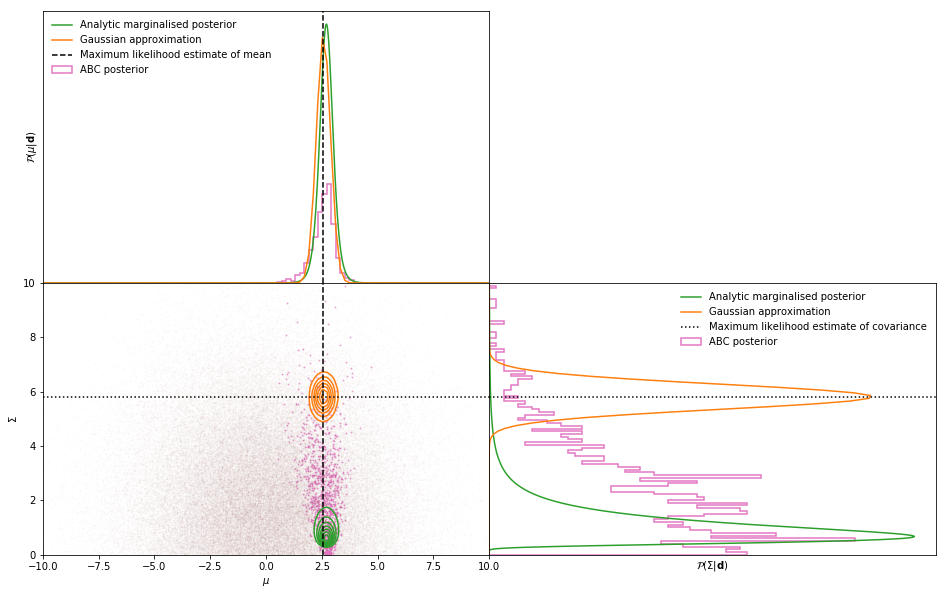 Analytic marginalised posterior
Gaussian approximation
Maximum likelihood estimate of mean
ABC posterior
𝒫(μ|𝐝)
10
8
6
4
2
0
Σ
−10.0
−7.5
−5.0
−2.5
0.0
2.5
5.0
7.5
10.0
μ
Analytic marginalised posterior
Gaussian approximation
Maximum likelihood estimate of covariance
ABC posterior
𝒫(Σ|𝐝)